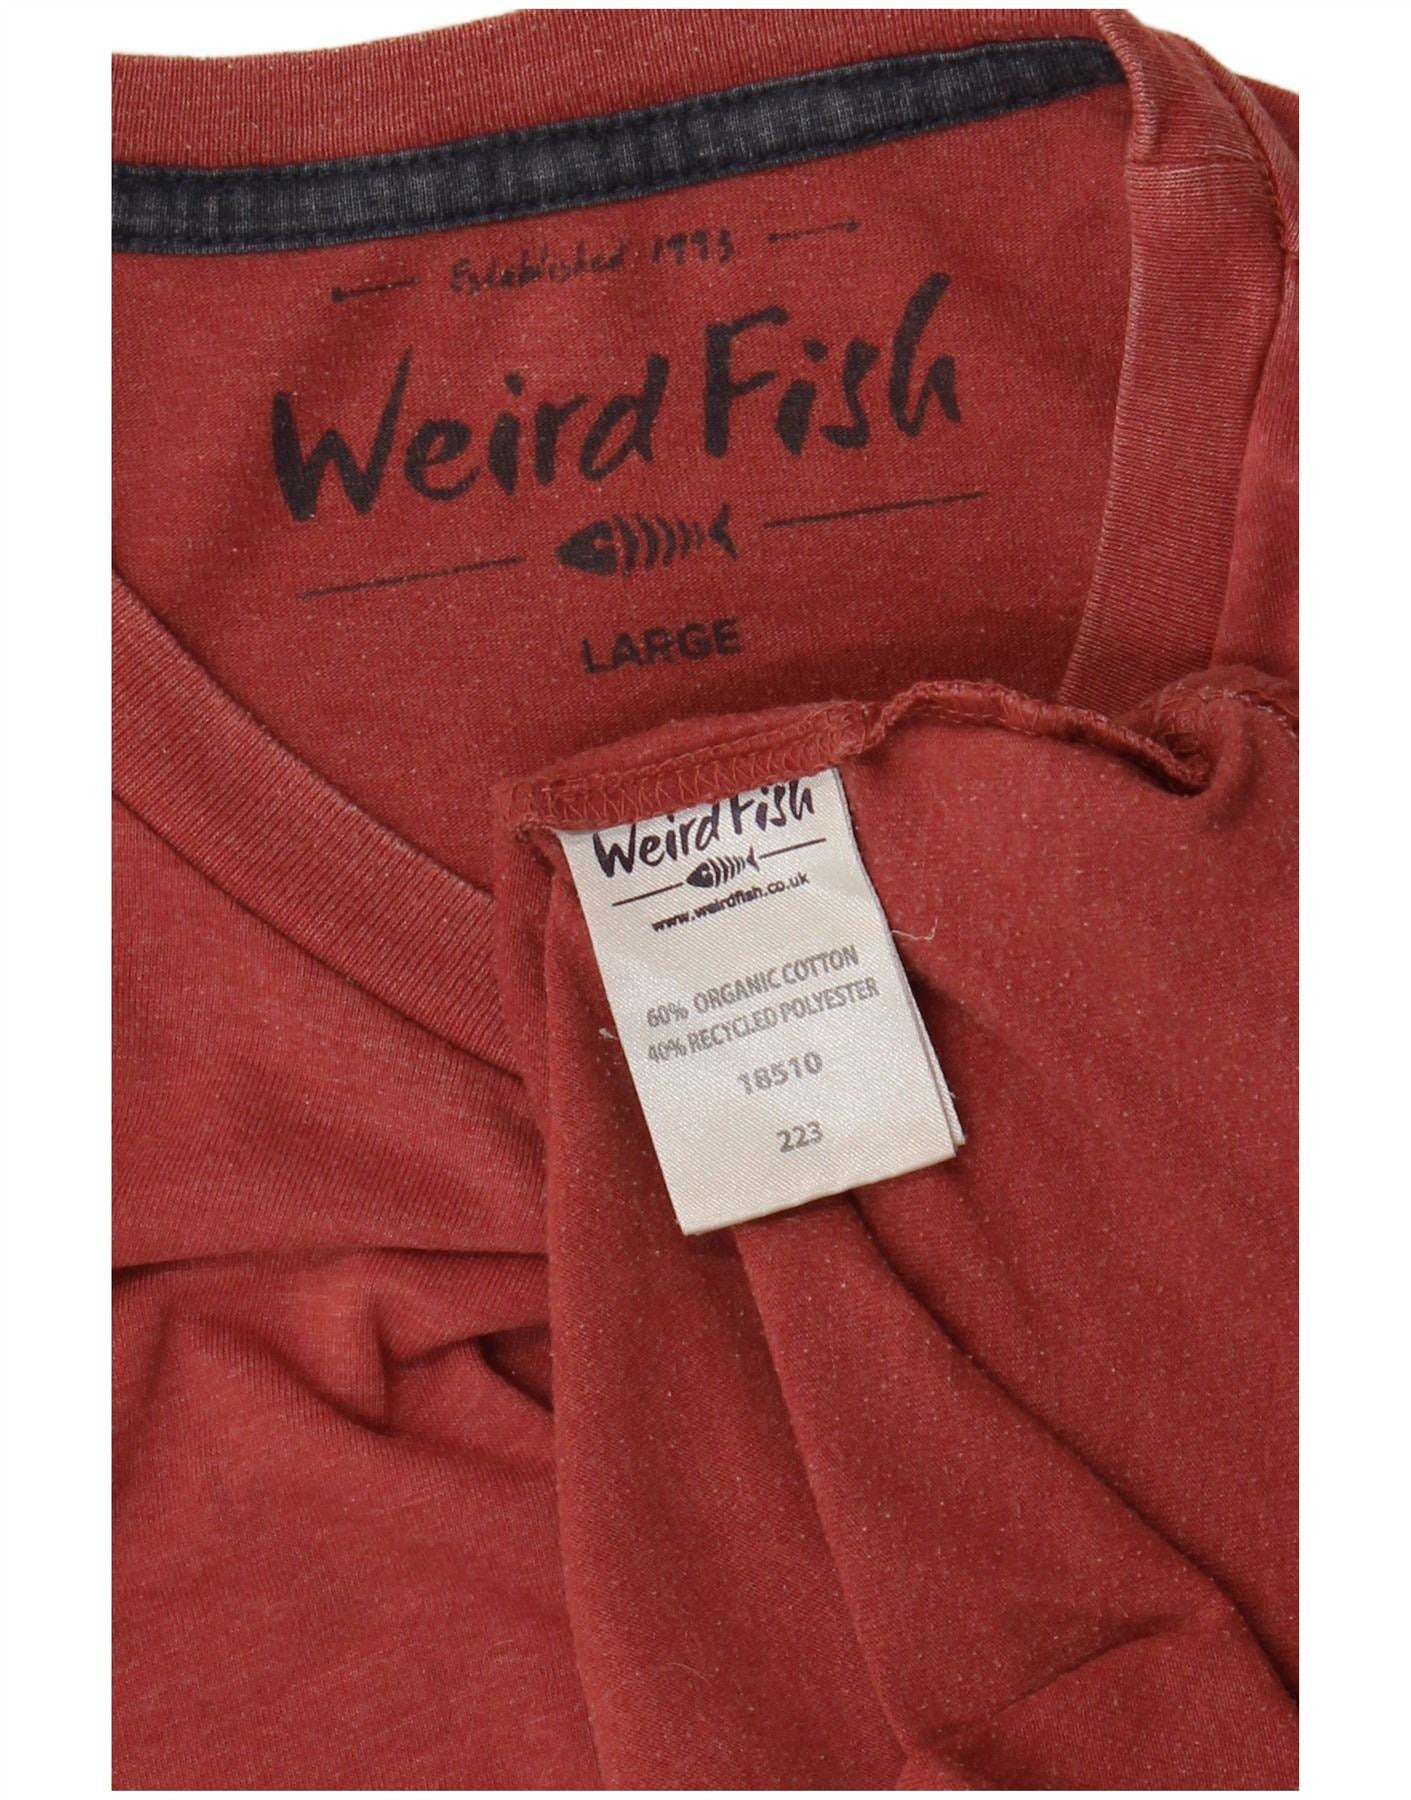 Established 1993
Weird Fish
LARGE
Weird Fish
www.weirdfish.co.uk
60% ORGANIC COTTON
40% RECYCLED POLYESTER
18510
223